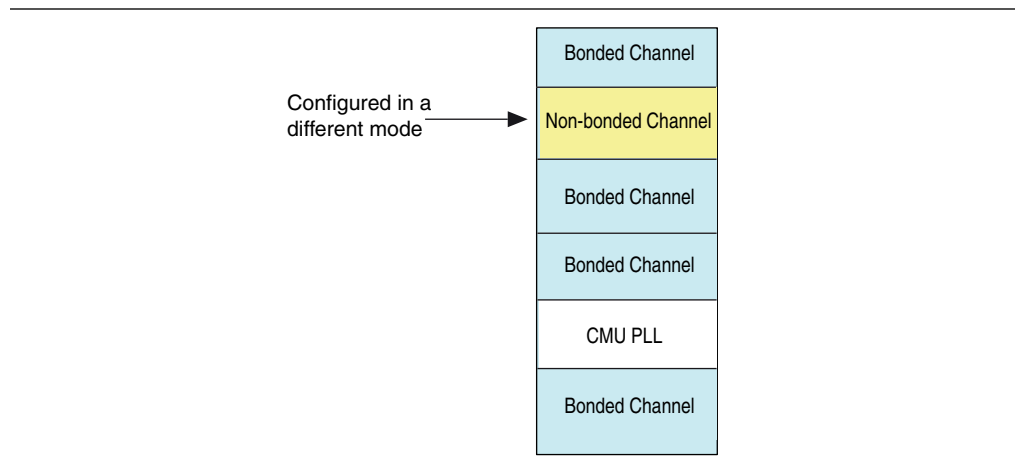 Bonded Channel
Configured in a
different mode
Non-bonded Channel
Bonded Channel
Bonded Channel
CMU PLL
Bonded Channel